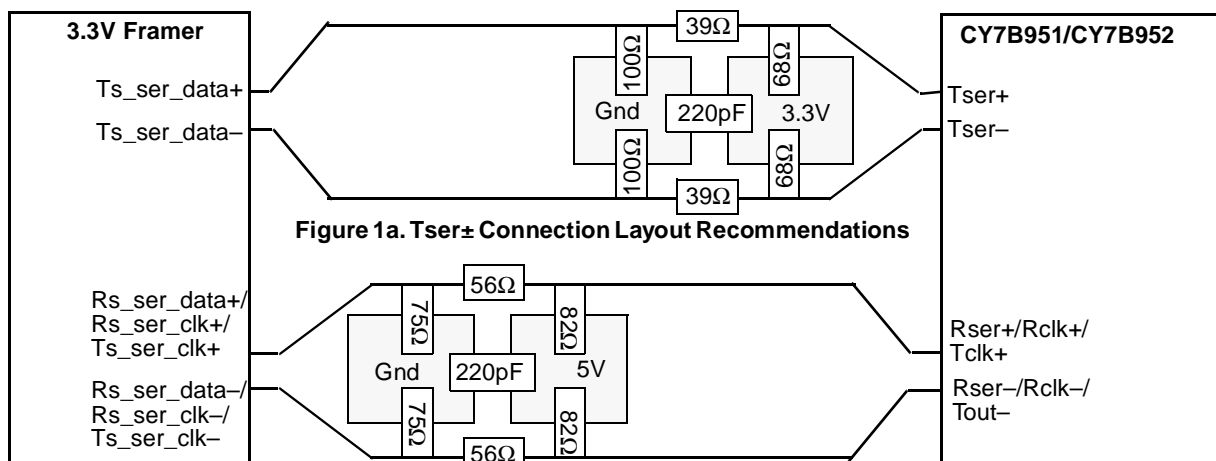 3.3V Framer
CY7B951/CY7B952
39Ω
100Ω
68Ω
Ts_ser_data+
Tser+
Gnd
220pF
3.3V
Ts_ser_data–
Tser–
100Ω
68Ω
39Ω
Figure 1a. Tser± Connection Layout Recommendations
56Ω
Rs_ser_data+/
Rs_ser_clk+/
Ts_ser_clk+
75Ω
82Ω
Rser+/Rclk+/
Tclk+
Gnd
220pF
5V
Rs_ser_data–/
Rs_ser_clk–/
Ts_ser_clk–
75Ω
82Ω
Rser–/Rclk–/
Tout–
56Ω